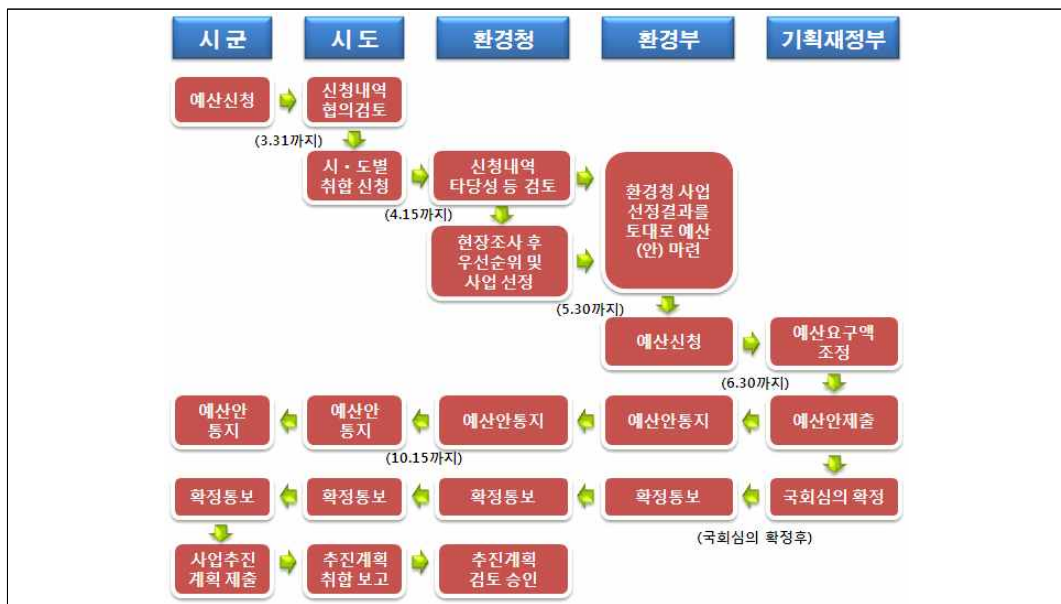 시 군
시 도
환경청
환경부
기획재정부
예산신청
신청내역
협의검토
(3.31까지)
시·도별
취합 신청
신청내역
타당성 등 검토
환경청 사업
선정결과를
토대로 예산
(안) 마련
(4.15까지)
현장조사 후
우선순위 및
사업 선정
(5.30까지)
예산신청
예산요구액
조정
(6.30까지)
예산안
통지
예산안
통지
예산안통지
예산안통지
예산안제출
(10.15까지)
확정통보
확정통보
확정통보
확정통보
국회심의 확정
(국회심의 확정후)
사업추진
계획 제출
추진계획
취합 보고
추진계획
검토 승인